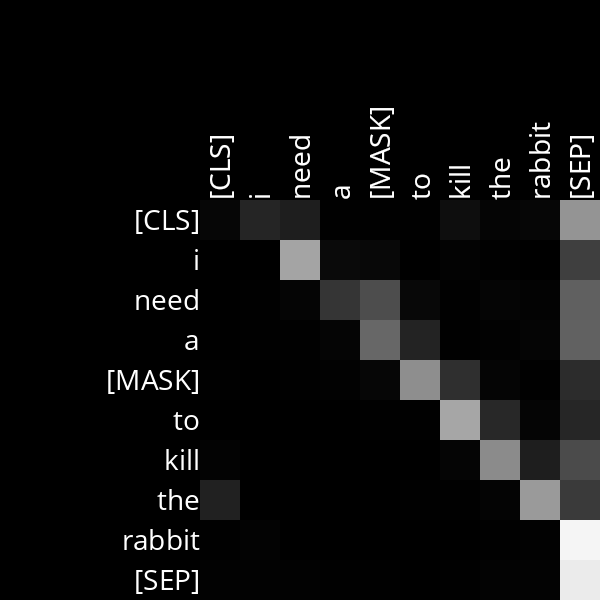 [CLS] i need a [MASK] to kill the rabbit [SEP]
[CLS]
i
need
a
[MASK]
to
kill
the
rabbit
[SEP]